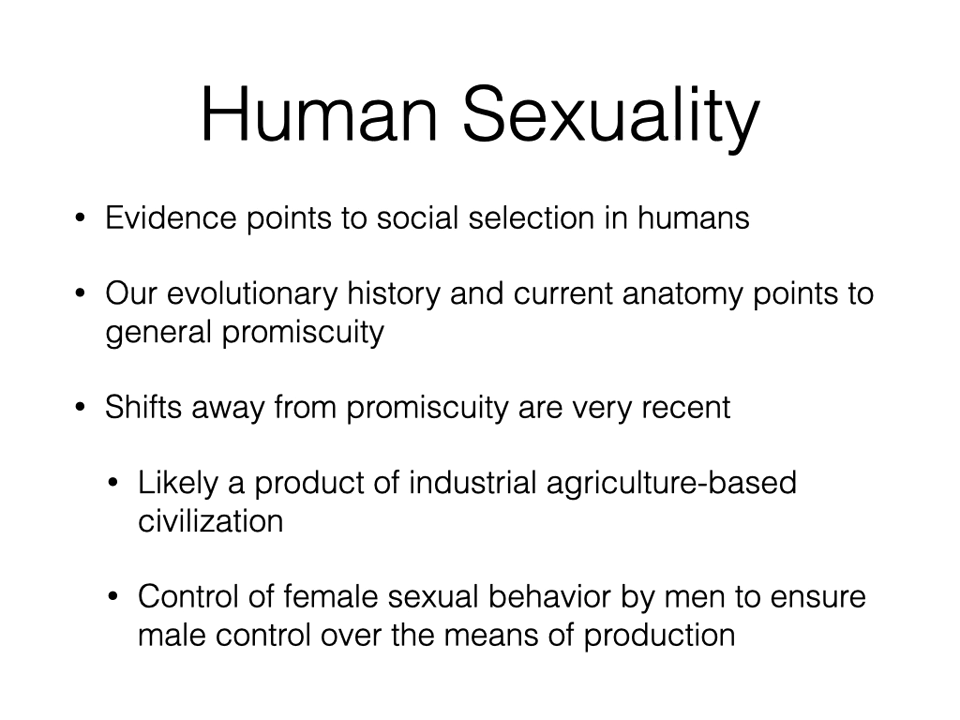 Human Sexuality
• Evidence points to social selection in humans
• Our evolutionary history and current anatomy points to
general promiscuity
• Shifts away from promiscuity are very recent
• Likely a product of industrial agriculture-based
civilization
• Control of female sexual behavior by men to ensure
male control over the means of production